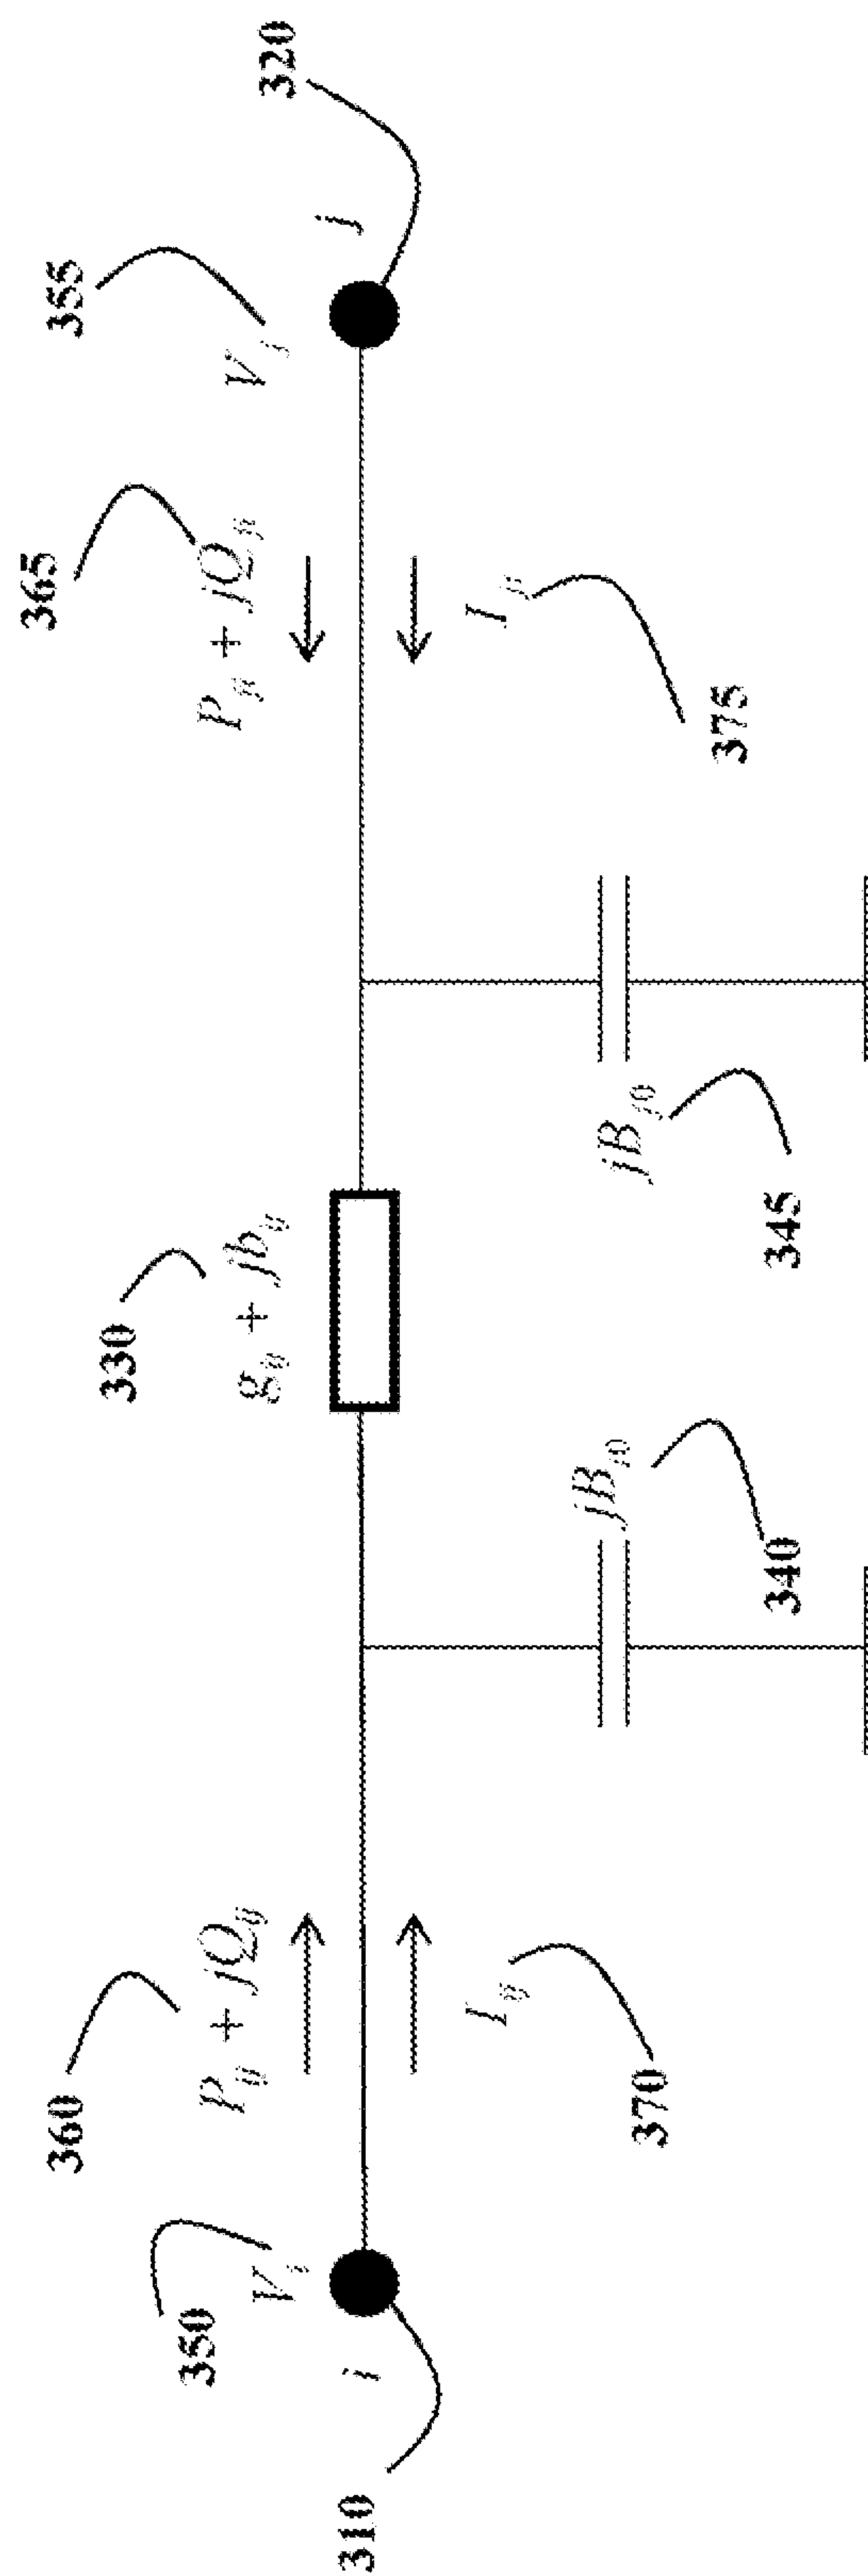 310
i
350
V_i
360
P_ij + jQ_ij
370
I_ij
340
jB_i0
330
g_ij + jb_ij
345
jB_j0
375
I_ji
365
P_ji + jQ_ji
355
V_j
j
320